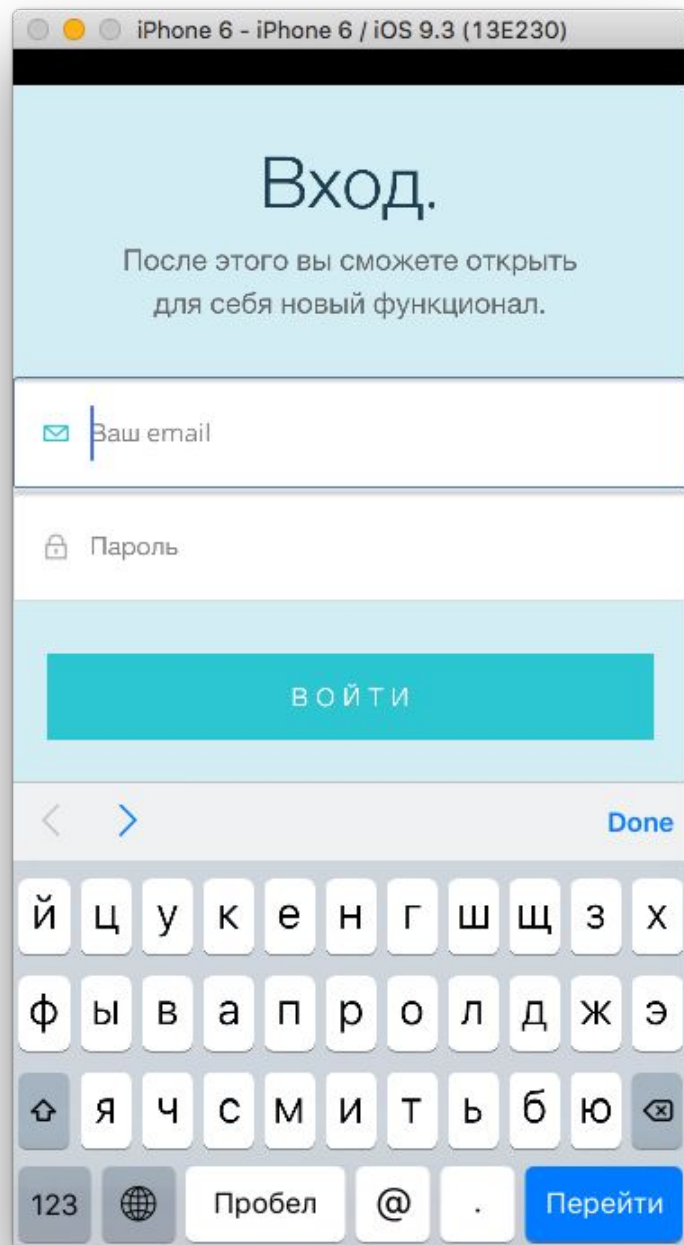 iPhone 6 - iPhone 6 / iOS 9.3 (13E230)
Вход.
После этого вы сможете открыть
для себя новый функционал.
Ваш email
Пароль
ВОЙТИ
Done
й ц у к е н г ш щ з х
ф ы в а п р о л д ж э
я ч с м и т ь б ю
123 Пробел @ . Перейти